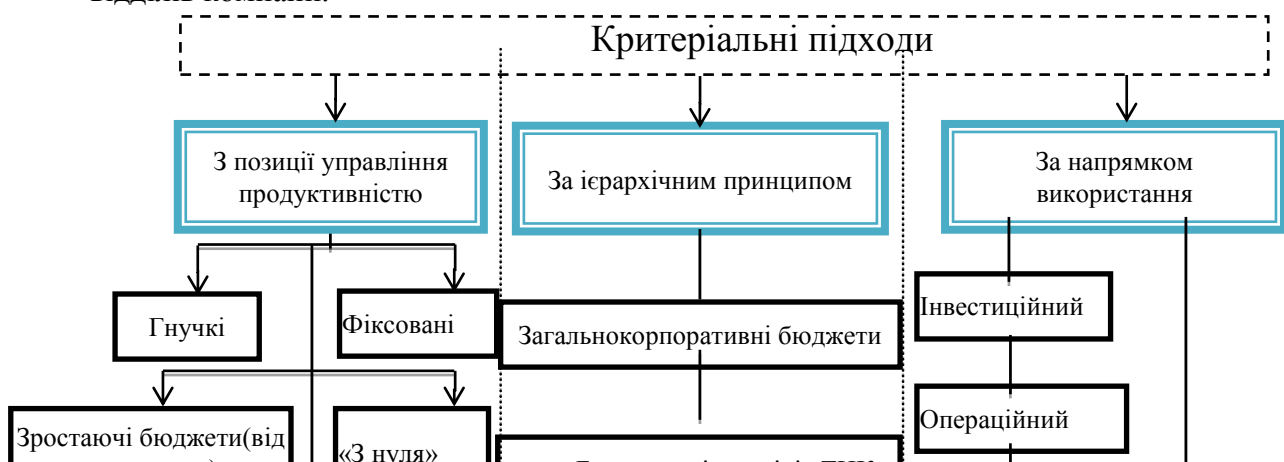 Критеріальні підходи
З позиції управління
продуктивністю
За ієрархічним принципом
За напрямком
використання
Гнучкі
Фіксовані
Загальнокорпоративні бюджети
Інвестиційний
Операційний
Зростаючі бюджети(від
«З нуля»